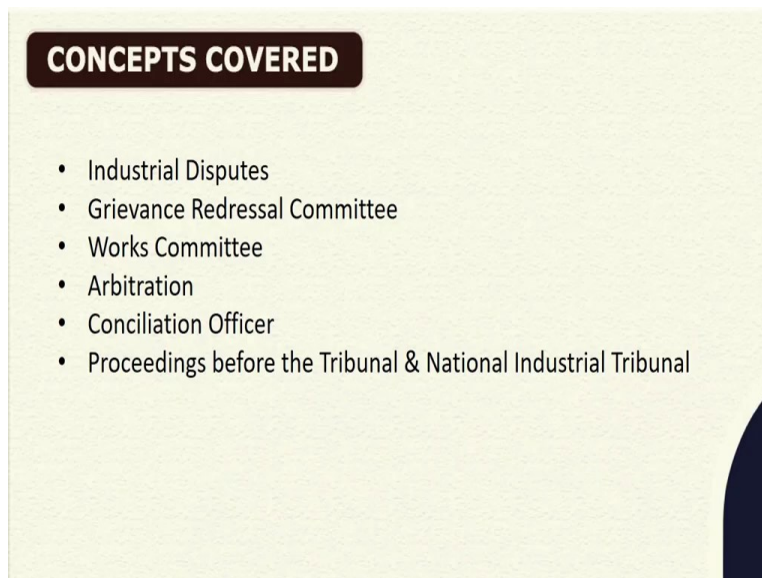 CONCEPTS COVERED
• Industrial Disputes
• Grievance Redressal Committee
• Works Committee
• Arbitration
• Conciliation Officer
• Proceedings before the Tribunal & National Industrial Tribunal